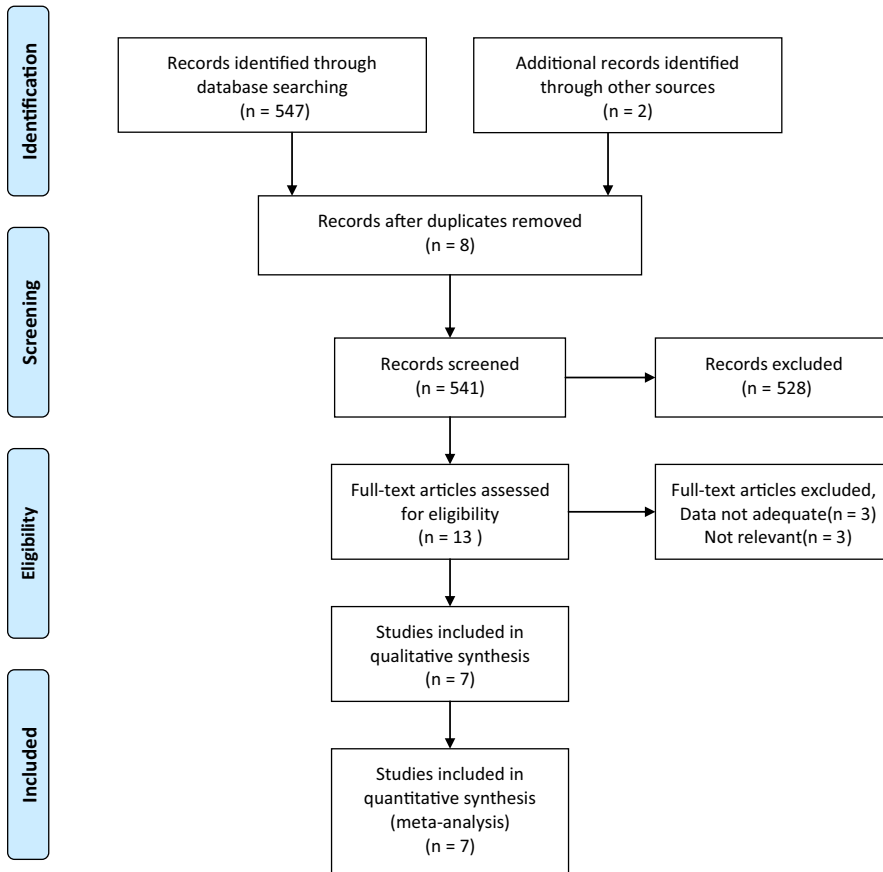 Identification
Records identified through
database searching
(n = 547)
Additional records identified
through other sources
(n = 2)
Records after duplicates removed
(n = 8)
Screening
Records screened
(n = 541)
Records excluded
(n = 528)
Eligibility
Full-text articles assessed
for eligibility
(n = 13 )
Full-text articles excluded,
Data not adequate(n = 3)
Not relevant(n = 3)
Studies included in
qualitative synthesis
(n = 7)
Included
Studies included in
quantitative synthesis
(meta-analysis)
(n = 7)